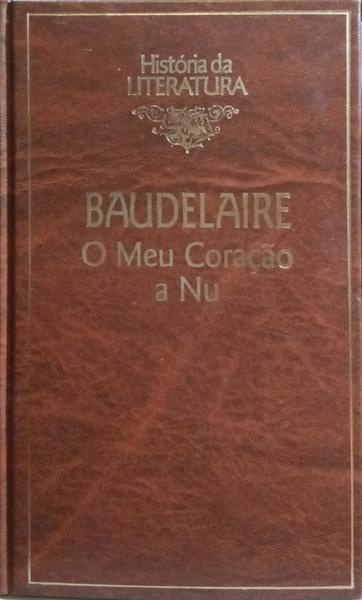 História da
LITERATURA
BAUDELAIRE
O Meu Coração
a Nu